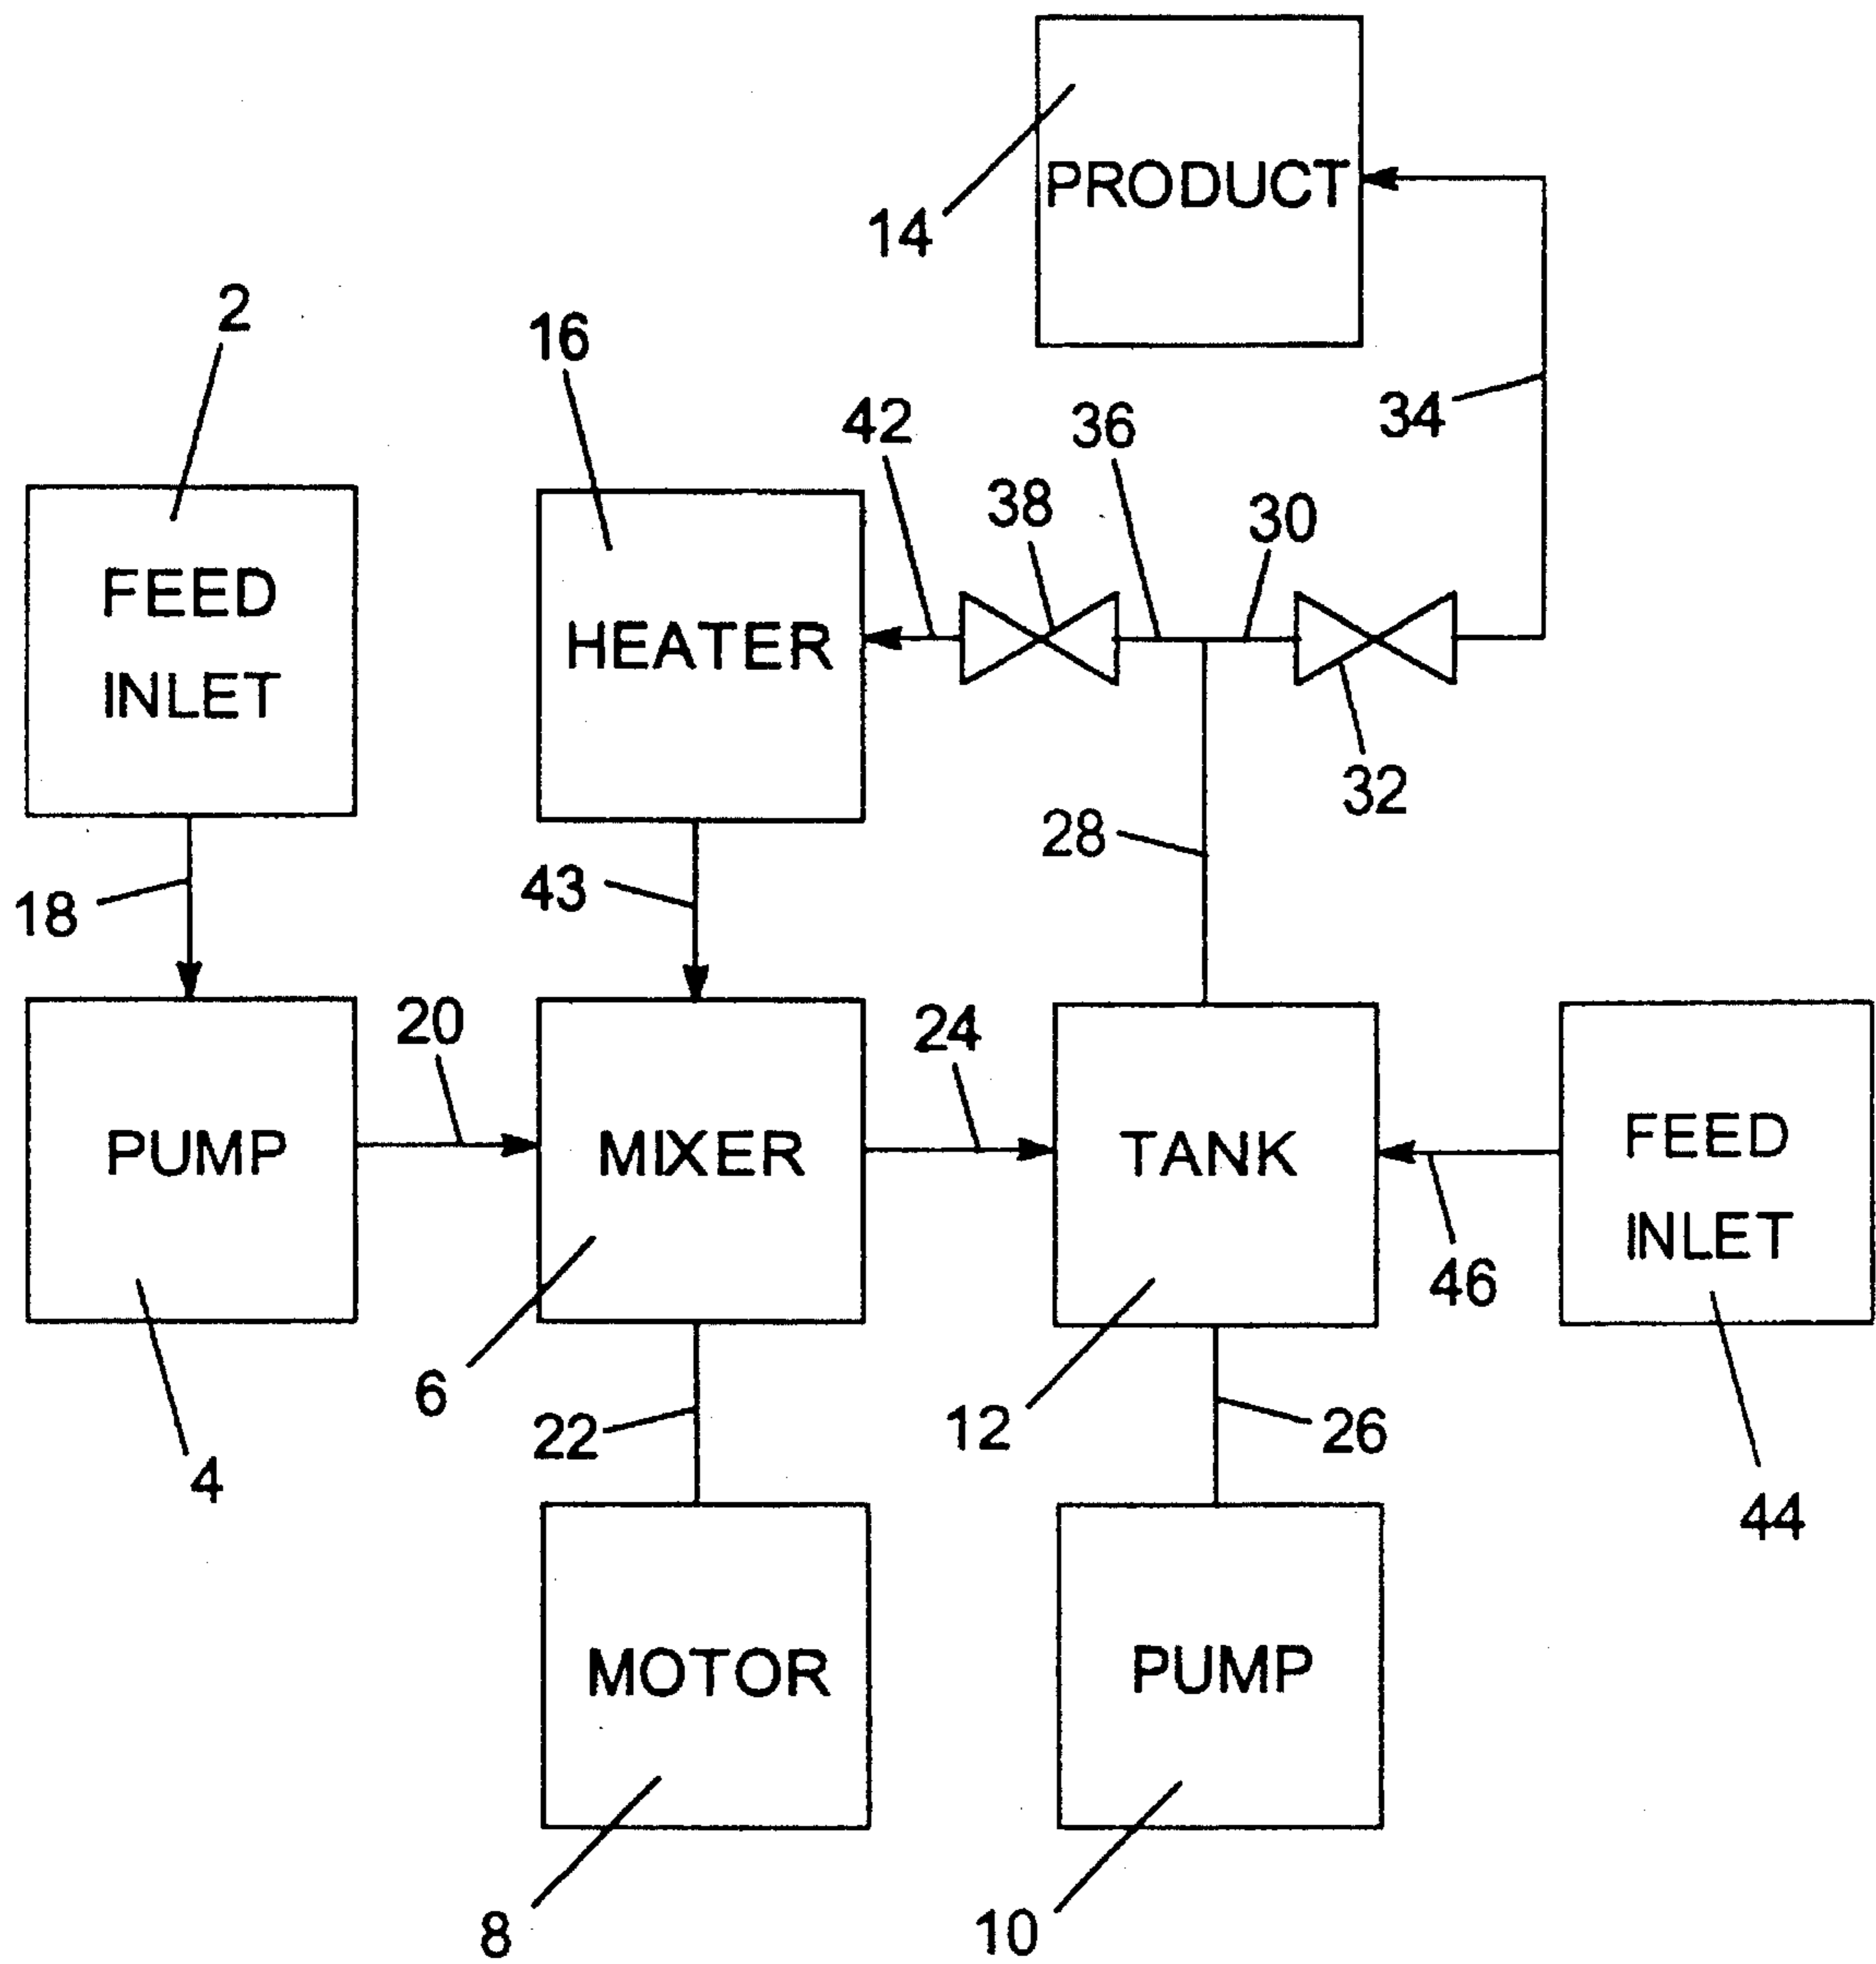 PRODUCT
14
2
16
42
36
34
38
30
FEED
INLET
HEATER
32
28
43
18
20
24
PUMP
MIXER
TANK
FEED
INLET
46
6
12
22
26
4
44
MOTOR
PUMP
8
10